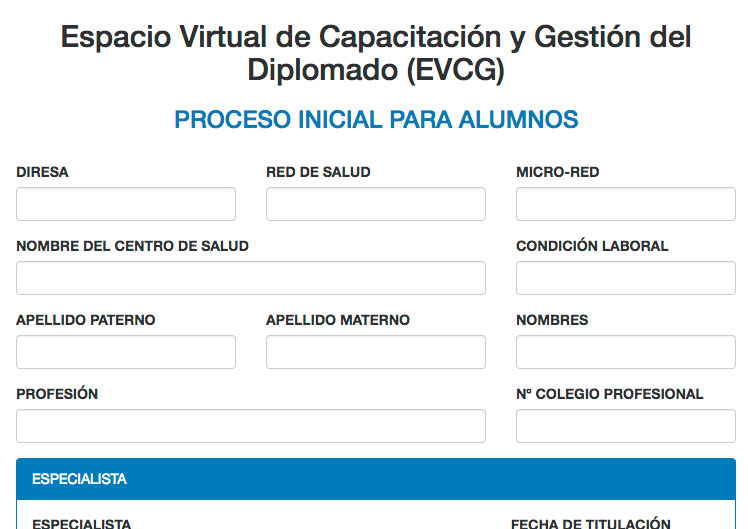 Espacio Virtual de Capacitación y Gestión del
Diplomado (EVCG)
PROCESO INICIAL PARA ALUMNOS
DIRESA RED DE SALUD MICRO-RED
NOMBRE DEL CENTRO DE SALUD CONDICIÓN LABORAL
APELLIDO PATERNO APELLIDO MATERNO NOMBRES
PROFESIÓN Nº COLEGIO PROFESIONAL
ESPECIALISTA
ESPECIALISTA FECHA DE TITULACIÓN